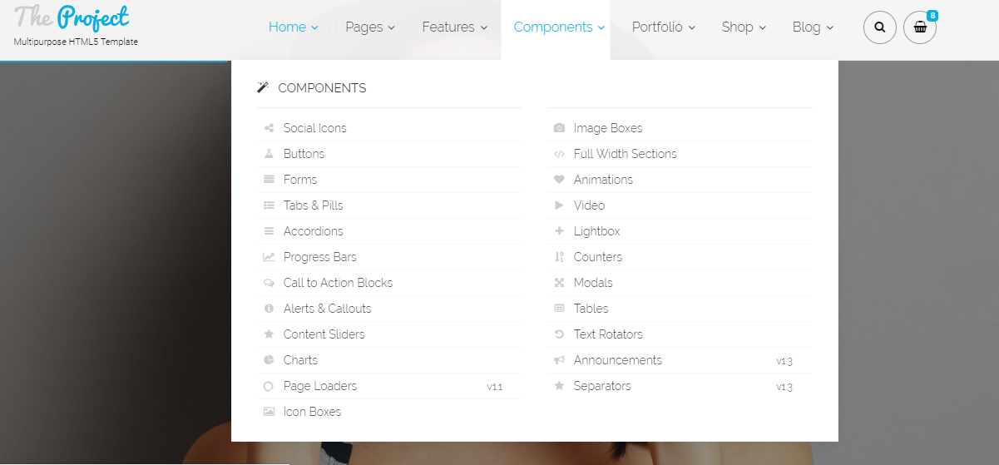 The Project
Multipurpose HTML5 Template
Home Pages Features Components Portfolio Shop Blog 8
COMPONENTS
Social Icons
Buttons
Forms
Tabs & Pills
Accordions
Progress Bars
Call to Action Blocks
Alerts & Callouts
Content Sliders
Charts
Page Loaders v1.1
Icon Boxes
Image Boxes
Full Width Sections
Animations
Video
Lightbox
Counters
Modals
Tables
Text Rotators
Announcements v1.3
Separators v1.3